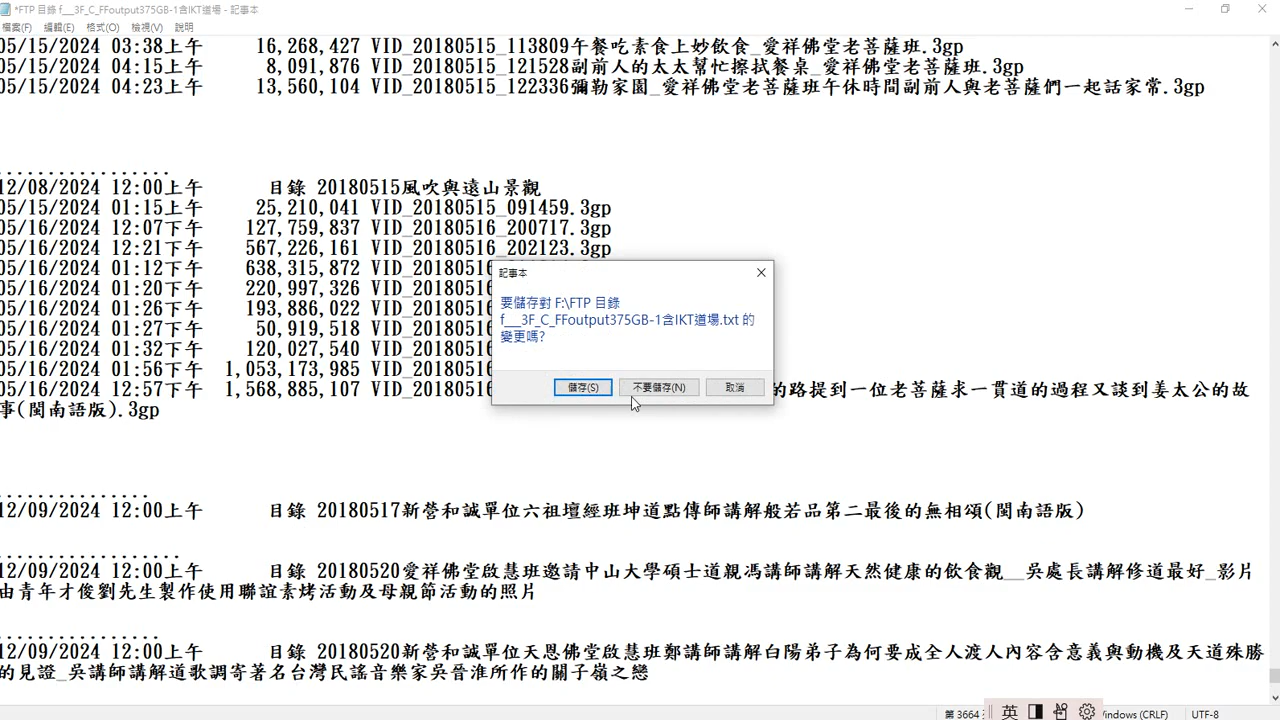 *FTP 目錄 f___3F_C_FFoutput375GB-1含IKT道場 - 記事本
檔案(F) 編輯(E) 格式(O) 檢視(V) 說明
05/15/2024 03:38上午 16,268,427 VID_20180515_113809午餐吃素食上妙飲食_愛祥佛堂老菩薩班.3gp
05/15/2024 04:15上午 8,091,876 VID_20180515_121528副前人的太太幫忙擦拭餐桌_愛祥佛堂老菩薩班.3gp
05/15/2024 04:23上午 13,560,104 VID_20180515_122336彌勒家園_愛祥佛堂老菩薩班午休時間副前人與老菩薩們一起話家常.3gp
.................
12/08/2024 12:00上午 目錄 20180515風吹與遠山景觀
05/15/2024 01:15上午 25,210,041 VID_20180515_091459.3gp
05/16/2024 12:07下午 127,759,837 VID_20180516_200717.3gp
05/16/2024 12:21下午 567,226,161 VID_20180516_202123.3gp
05/16/2024 01:12下午 638,315,872 VID_20180516
05/16/2024 01:20下午 220,997,326 VID_20180516
05/16/2024 01:26下午 193,886,022 VID_20180516
05/16/2024 01:27下午 50,919,518 VID_20180516
05/16/2024 01:32下午 120,027,540 VID_20180516
05/16/2024 01:56下午 1,053,173,985 VID_20180516
05/16/2024 12:57下午 1,568,885,107 VID_20180516 的路提到一位老菩薩求一貫道的過程又談到姜太公的故
事(閩南語版).3gp
記事本
要儲存對 F:\FTP 目錄
f___3F_C_FFoutput375GB-1含IKT道場.txt 的
變更嗎?
儲存(S) 不要儲存(N) 取消
...............
12/09/2024 12:00上午 目錄 20180517新營和誠單位六祖壇經班坤道點傳師講解般若品第二最後的無相頌(閩南語版)
..................
12/09/2024 12:00上午 目錄 20180520愛祥佛堂啟慧班邀請中山大學碩士道親馮講師講解天然健康的飲食觀__吳處長講解修道最好_影片
由青年才俊劉先生製作使用聯誼素烤活動及母親節活動的照片
................
12/09/2024 12:00上午 目錄 20180520新營和誠單位天恩佛堂啟慧班鄭講師講解白陽弟子為何要成全人渡人內容含意義與動機及天道殊勝
的見證_吳講師講解道歌調寄著名台灣民謠音樂家吳晉淮所作的關子嶺之戀
第 3664 英 Windows (CRLF) UTF-8